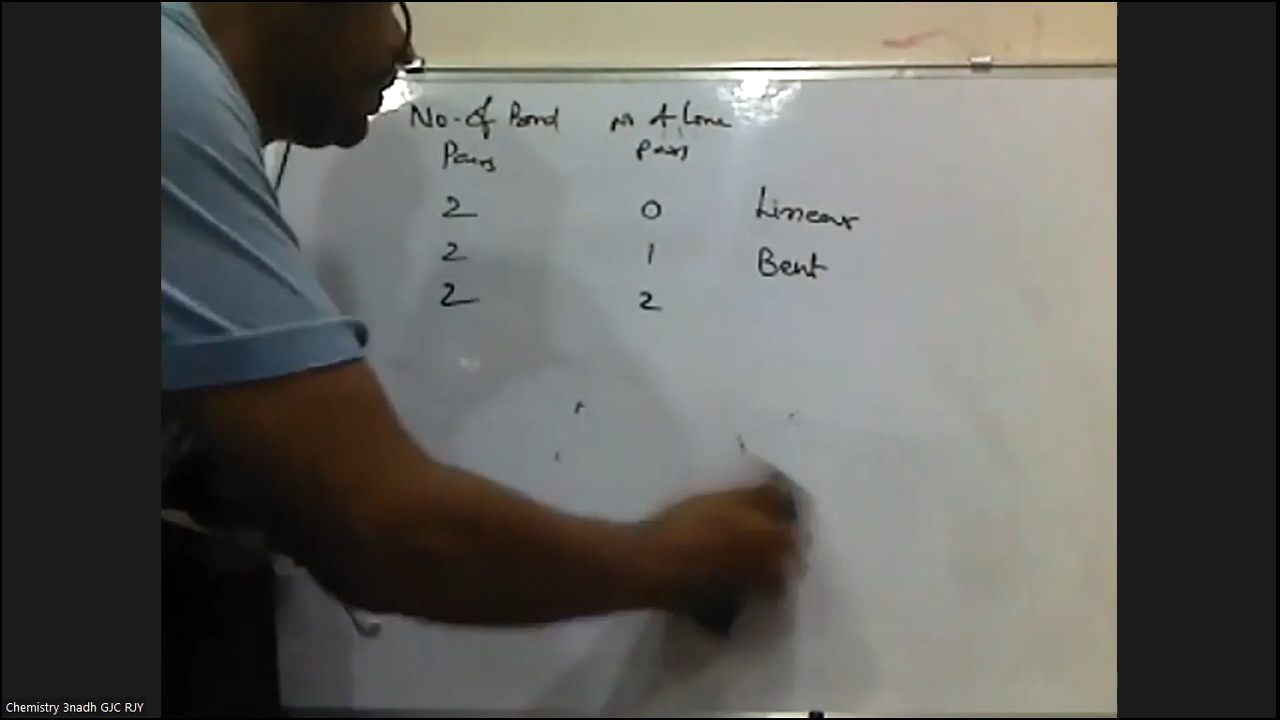 No. of Bond of Lone
Pairs Pairs
2 0 Linear
2 1 Bent
2 2
Chemistry 3nadh GJC RJY